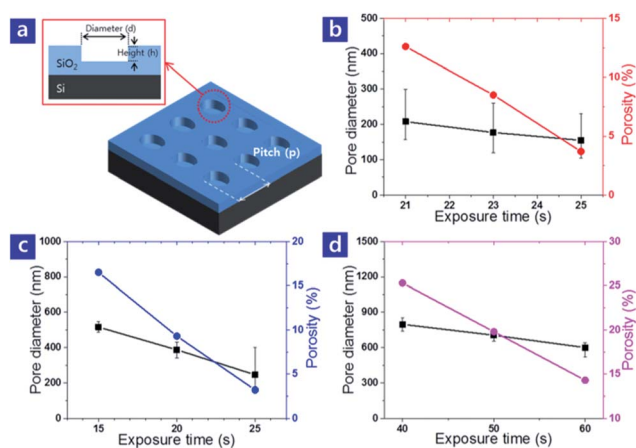 a
Diameter (d)
Height (h)
SiO2
Si
Pitch (p)
b
500
400
300
200
100
0
Pore diameter (nm)
21 22 23 24 25
Exposure time (s)
15
10
5
0
Porosity (%)
c
1000
800
600
400
200
0
Pore diameter (nm)
15 20 25
Exposure time (s)
20
15
10
5
0
Porosity (%)
d
1500
1200
900
600
300
0
Pore diameter (nm)
40 50 60
Exposure time (s)
30
25
20
15
10
Porosity (%)